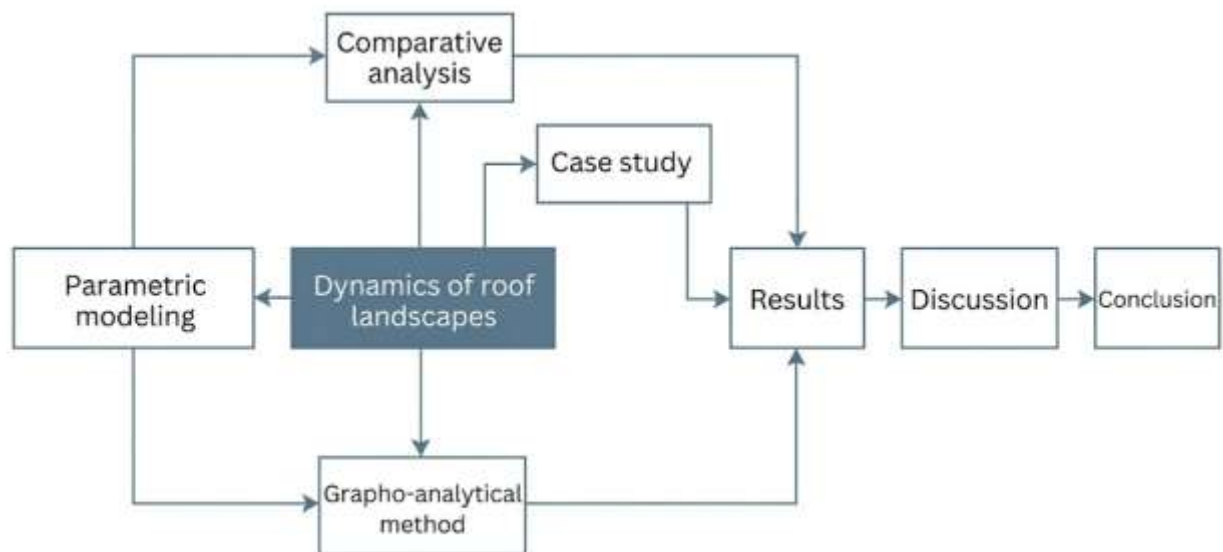 Comparative
analysis
Case study
Parametric
modeling
Dynamics of roof
landscapes
Results
Discussion
Conclusion
Grapho-analytical
method